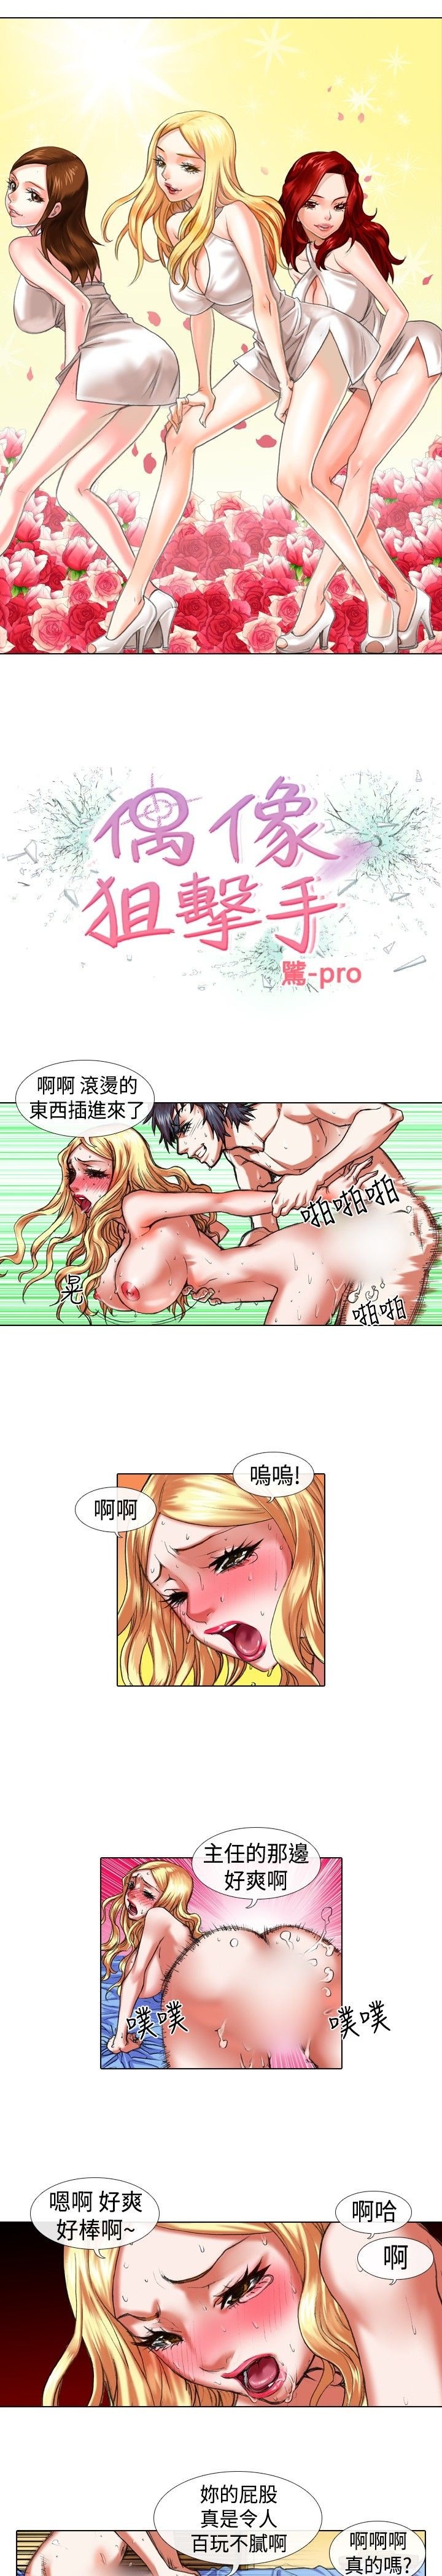 偶像
狙擊手
騭-pro
啊啊 滾燙的
東西插進來了
啪啪啪
晃
啪啪
嗚嗚!
啊啊
主任的那邊
好爽啊
噗噗
噗噗
嗯啊 好爽
好棒啊~
啊哈
啊
妳的屁股
真是令人
百玩不膩啊
啊啊啊
真的嗎?